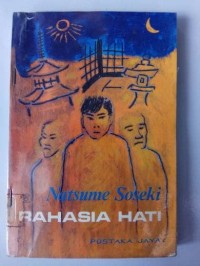 Natsume Soseki
RAHASIA HATI
PUSTAKA JAYA